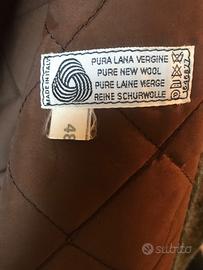 MADE IN ITALY
PURA LANA VERGINE
PURE NEW WOOL
PURE LAINE VIERGE
REINE SCHURWOLLE
48
subito